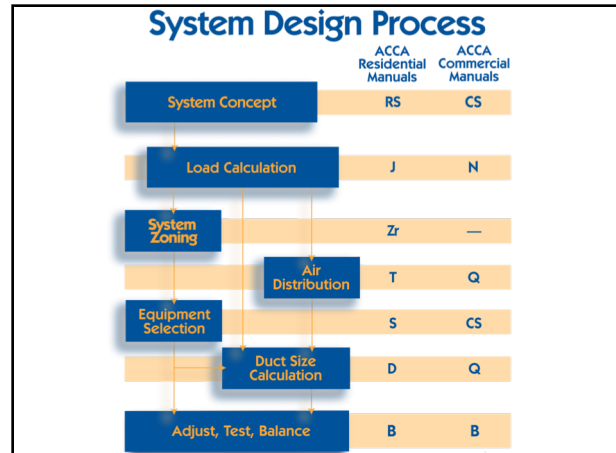 System Design Process
ACCA
Residential
Manuals
ACCA
Commercial
Manuals
System Concept RS CS
Load Calculation J N
System
Zoning Zr —
Air
Distribution T Q
Equipment
Selection S CS
Duct Size
Calculation D Q
Adjust, Test, Balance B B